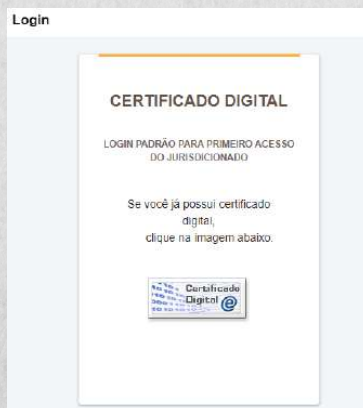 Login
CERTIFICADO DIGITAL
LOGIN PADRÃO PARA PRIMEIRO ACESSO
DO JURISDICIONADO
Se você já possui certificado
digital,
clique na imagem abaixo.
Certificado
Digital